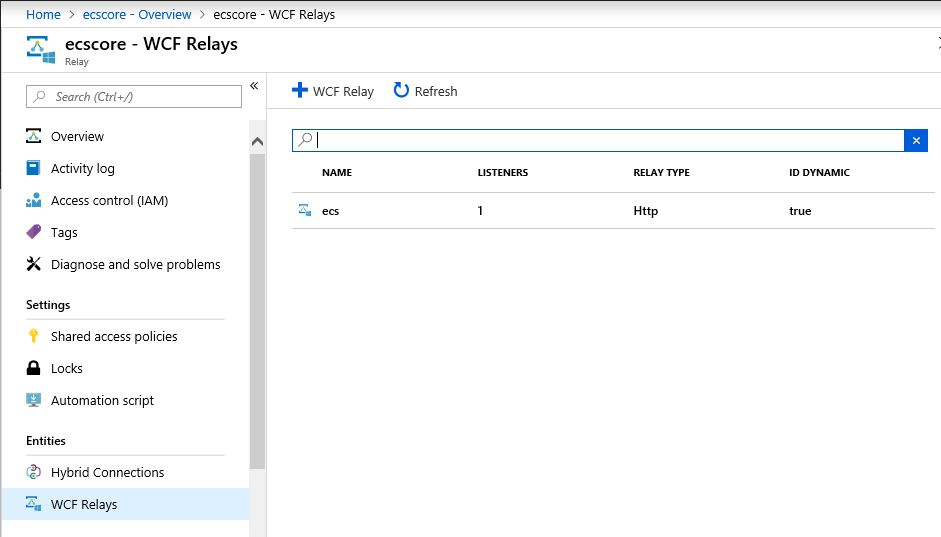 Home > ecscore - Overview > ecscore - WCF Relays
ecscore - WCF Relays
Relay
Search (Ctrl+/)
«
Overview
Activity log
Access control (IAM)
Tags
Diagnose and solve problems
Settings
Shared access policies
Locks
Automation script
Entities
Hybrid Connections
WCF Relays
WCF Relay Refresh
NAME LISTENERS RELAY TYPE ID DYNAMIC
ecs 1 Http true